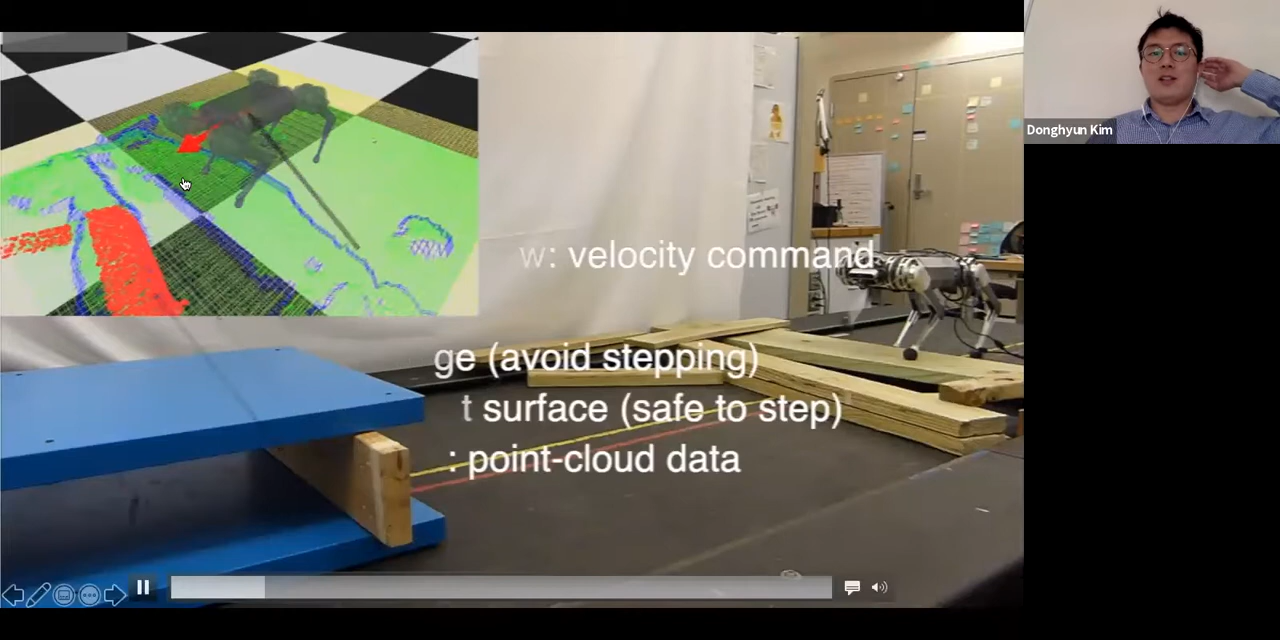 w: velocity command
ge (avoid stepping)
t surface (safe to step)
: point-cloud data
Donghyun Kim